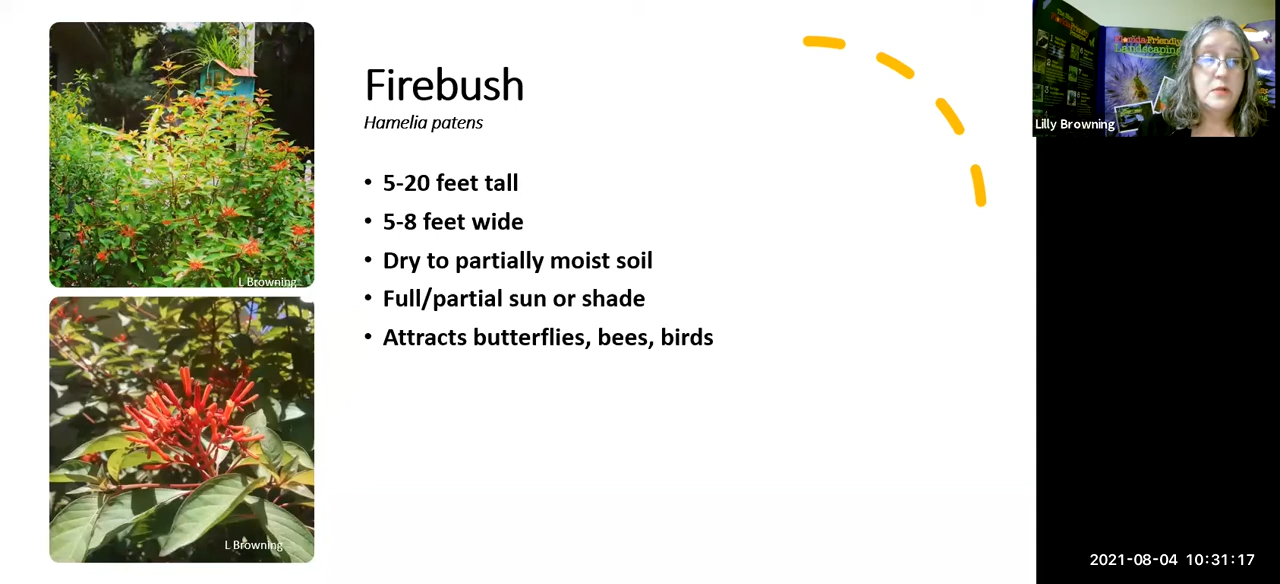 Firebush
Hamelia patens
• 5-20 feet tall
• 5-8 feet wide
• Dry to partially moist soil
• Full/partial sun or shade
• Attracts butterflies, bees, birds
L Browning
L Browning
Florida-Friendly
Landscaping
Lilly Browning
2021-08-04 10:31:17